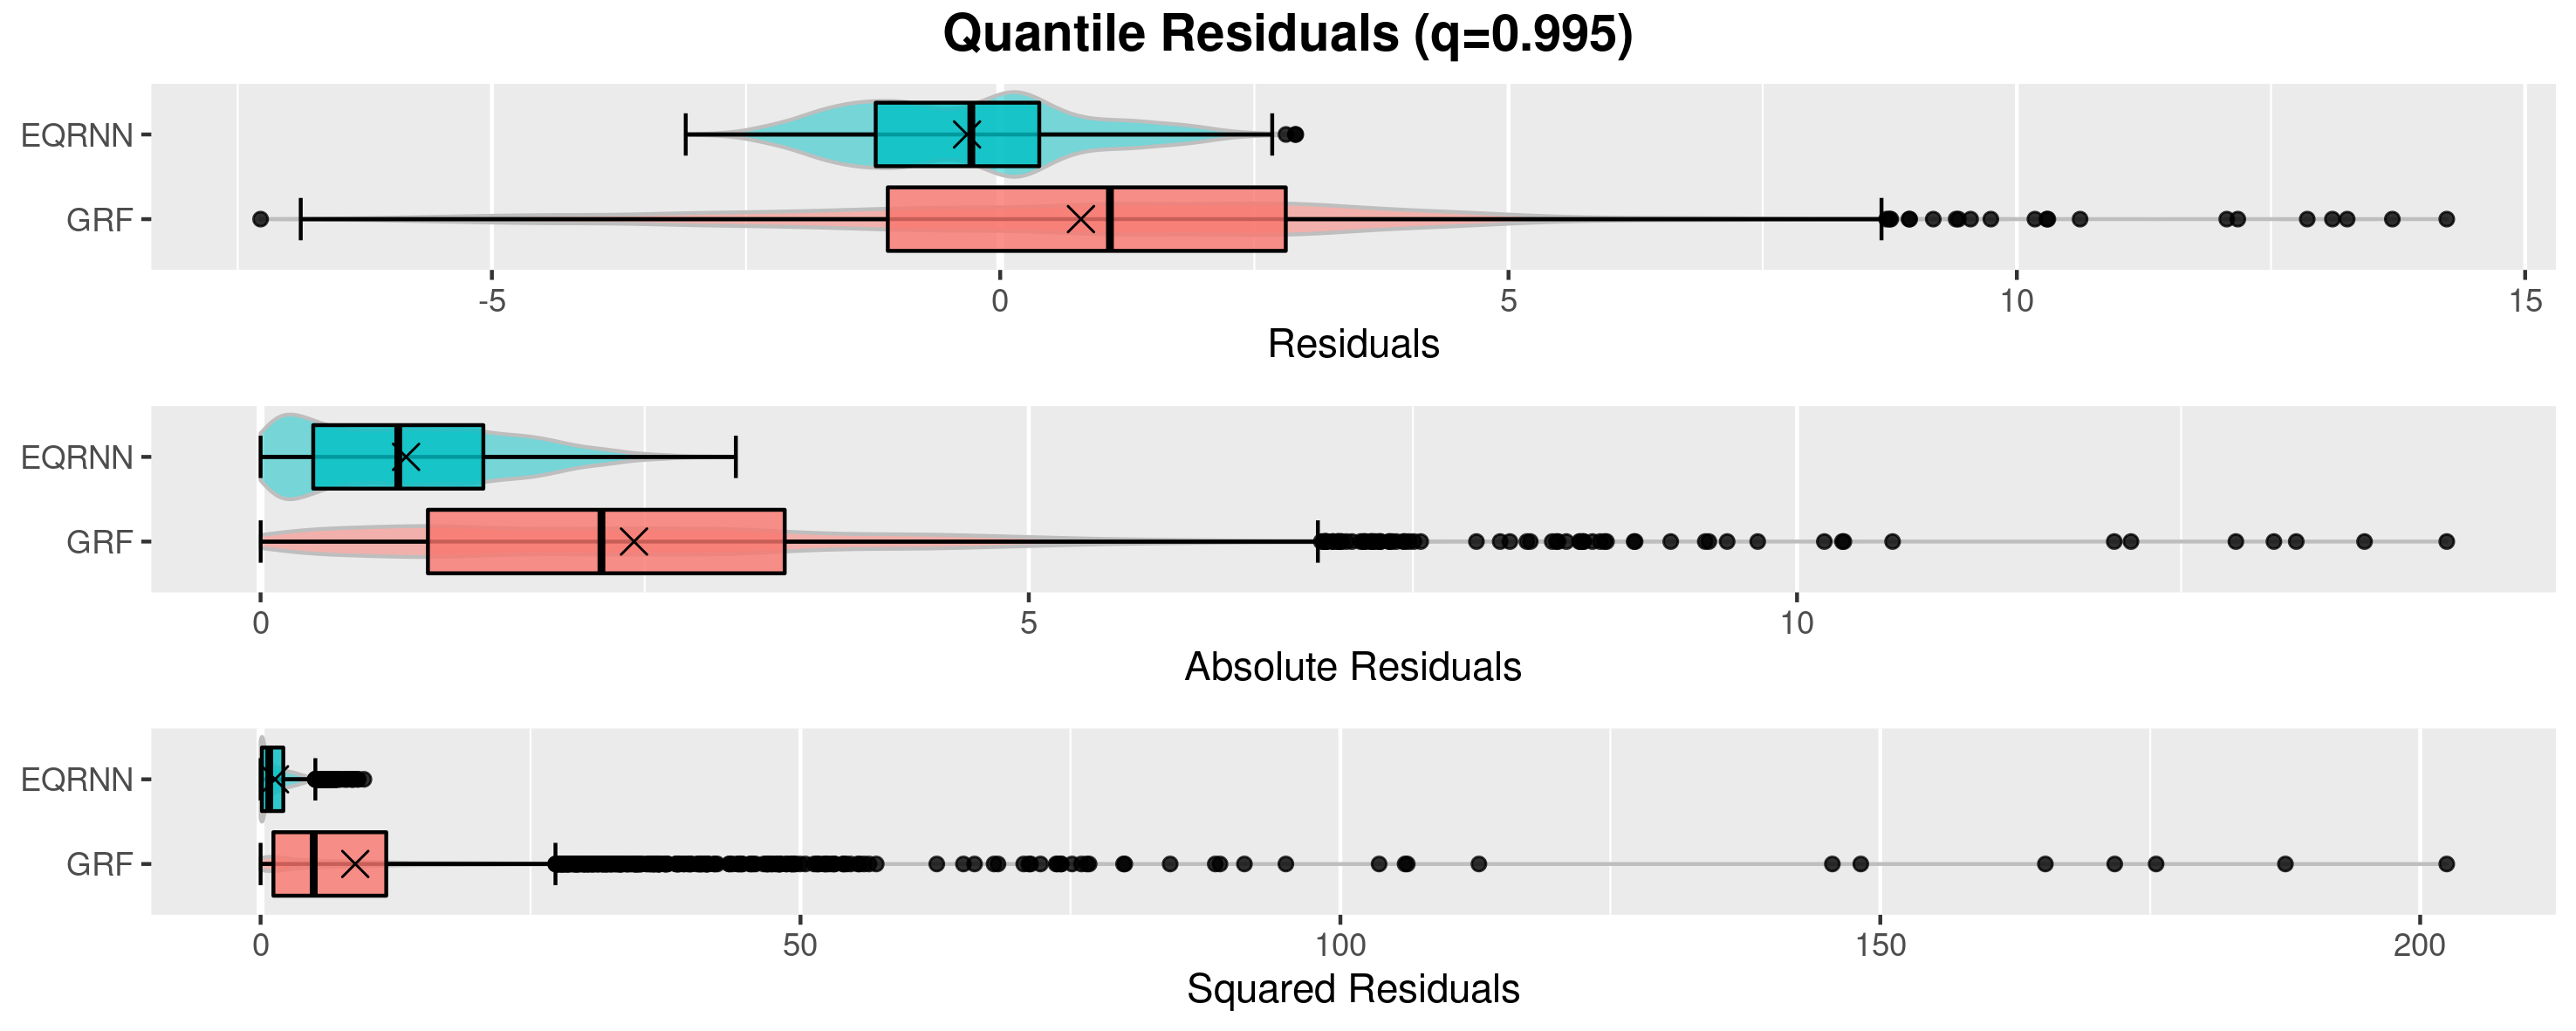 Quantile Residuals (q=0.995)
EQRNN
GRF
-5 0 5 10 15
Residuals
EQRNN
GRF
0 5 10
Absolute Residuals
EQRNN
GRF
0 50 100 150 200
Squared Residuals